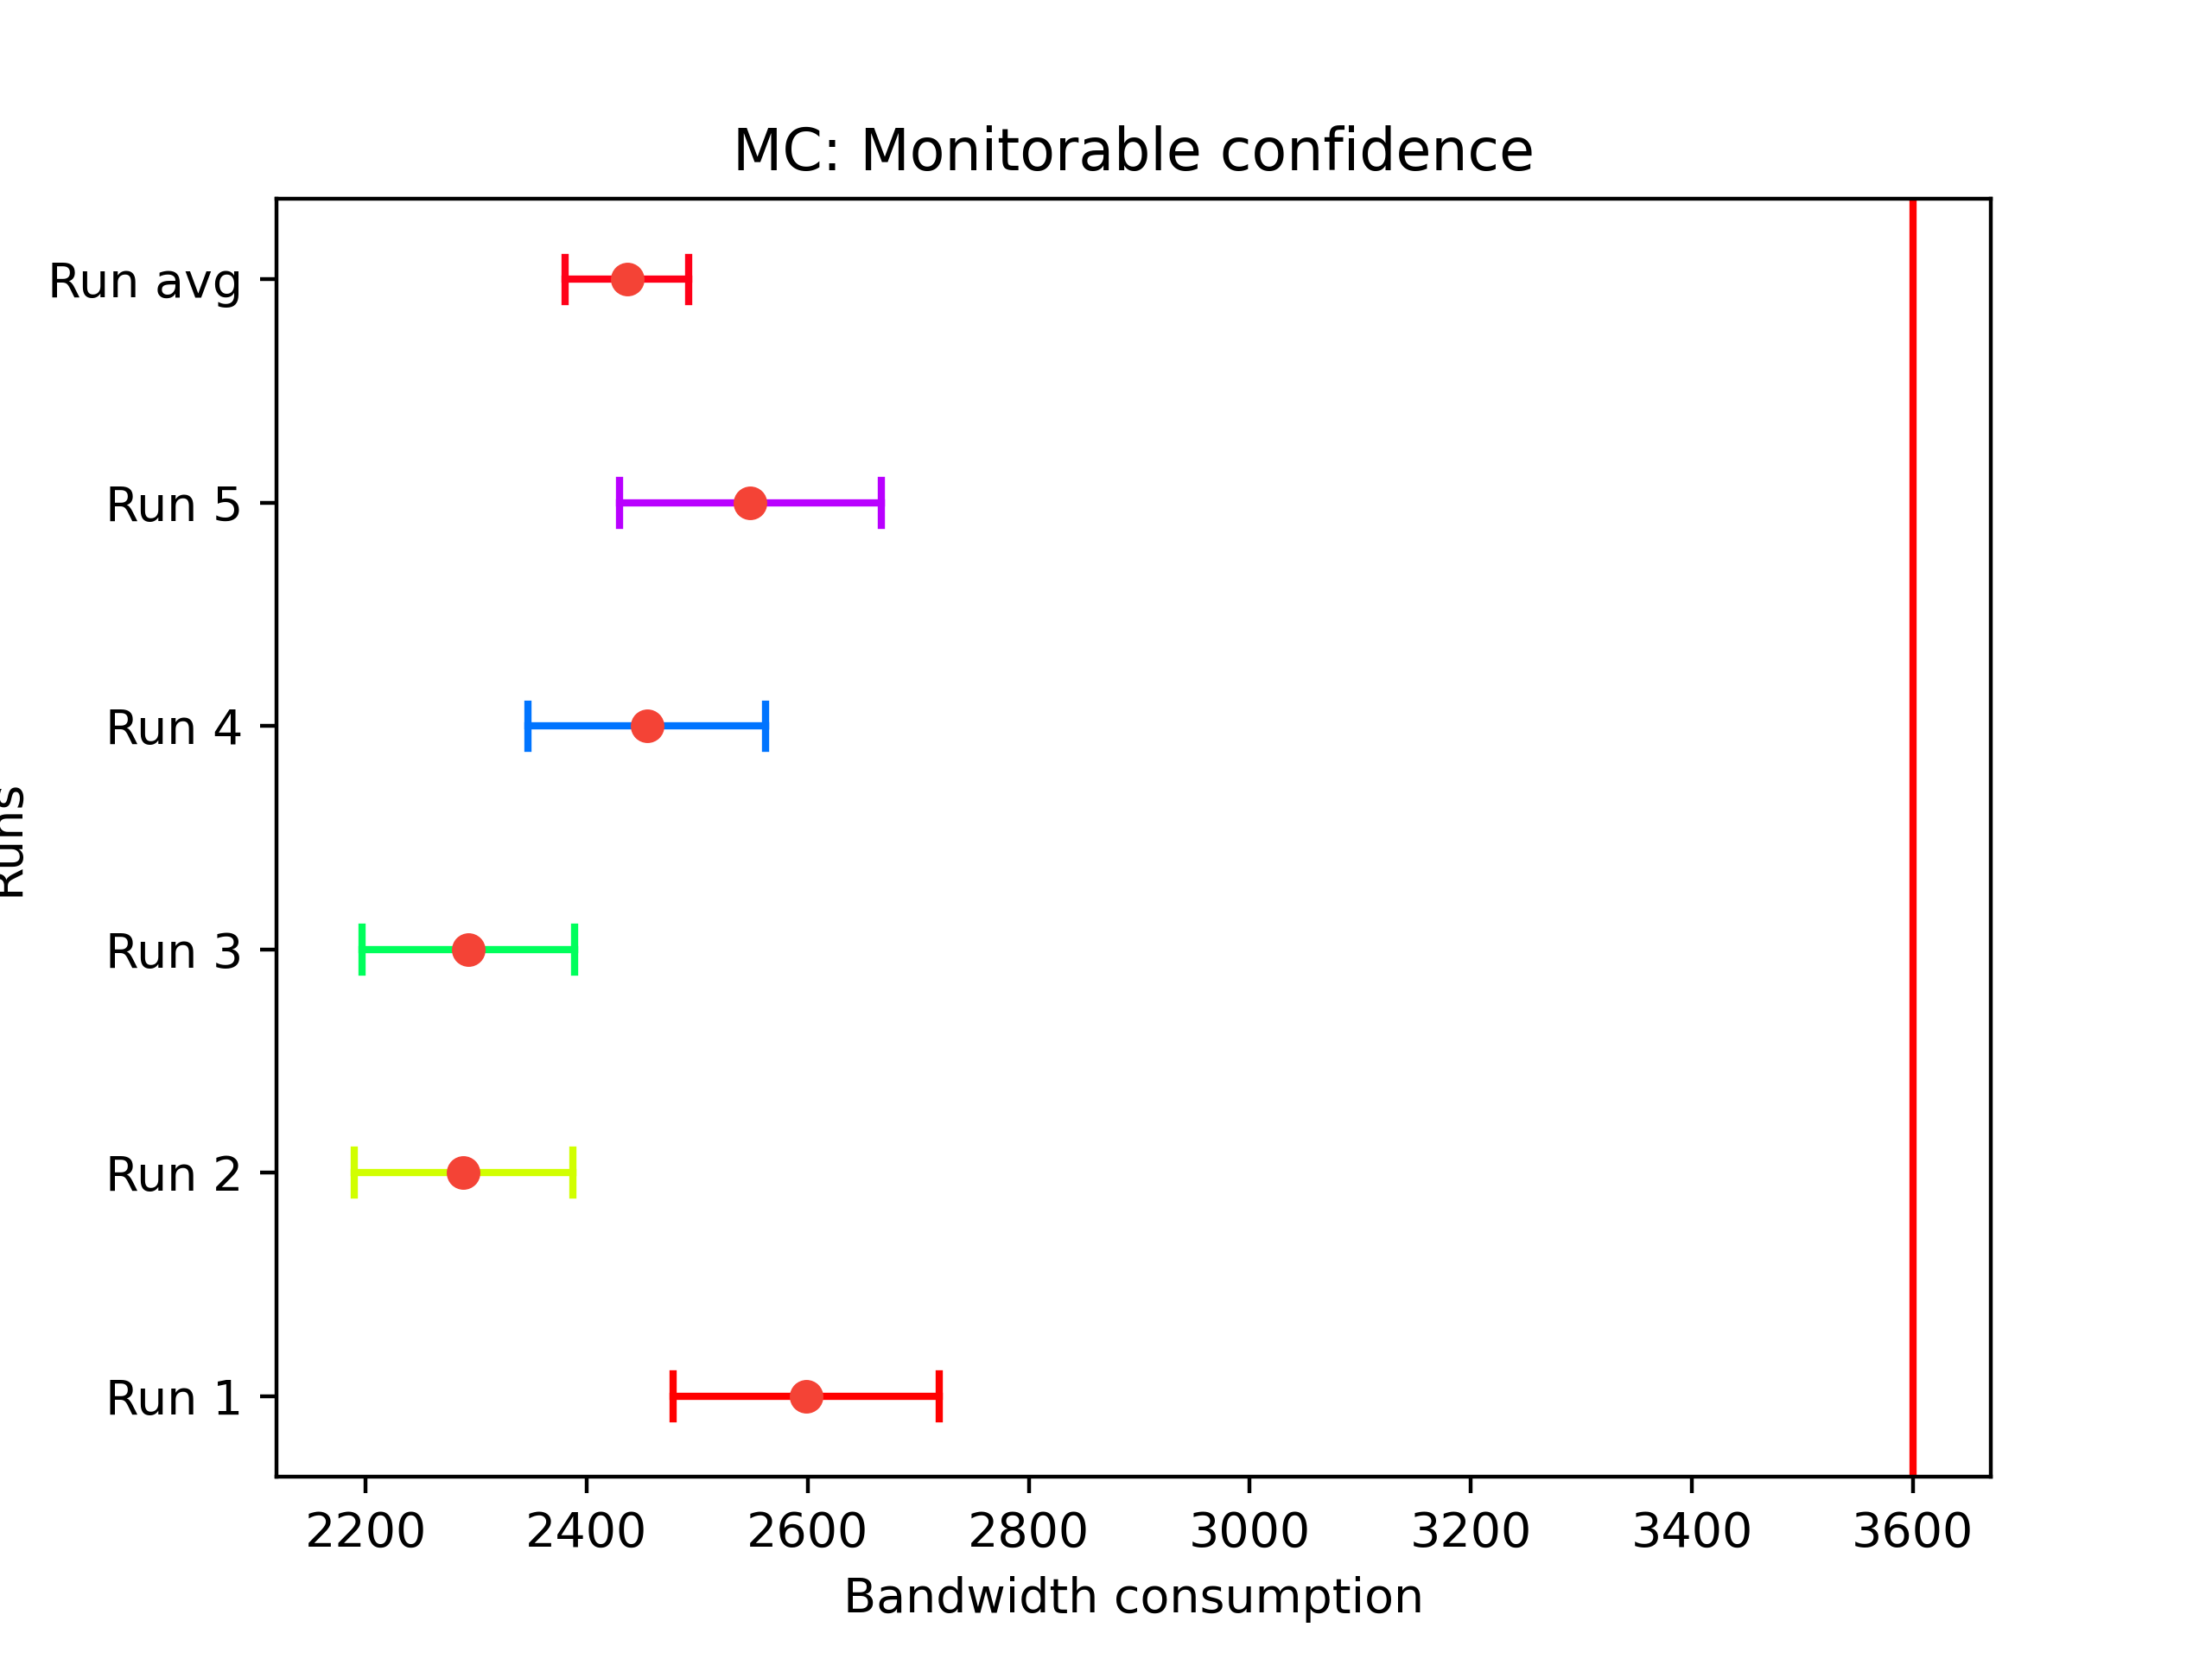 MC: Monitorable confidence
Run avg
Run 5
Run 4
Runs
Run 3
Run 2
Run 1
2200 2400 2600 2800 3000 3200 3400 3600
Bandwidth consumption